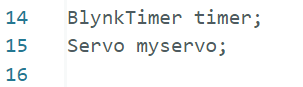 14 BlynkTimer timer;
15 Servo myservo;
16